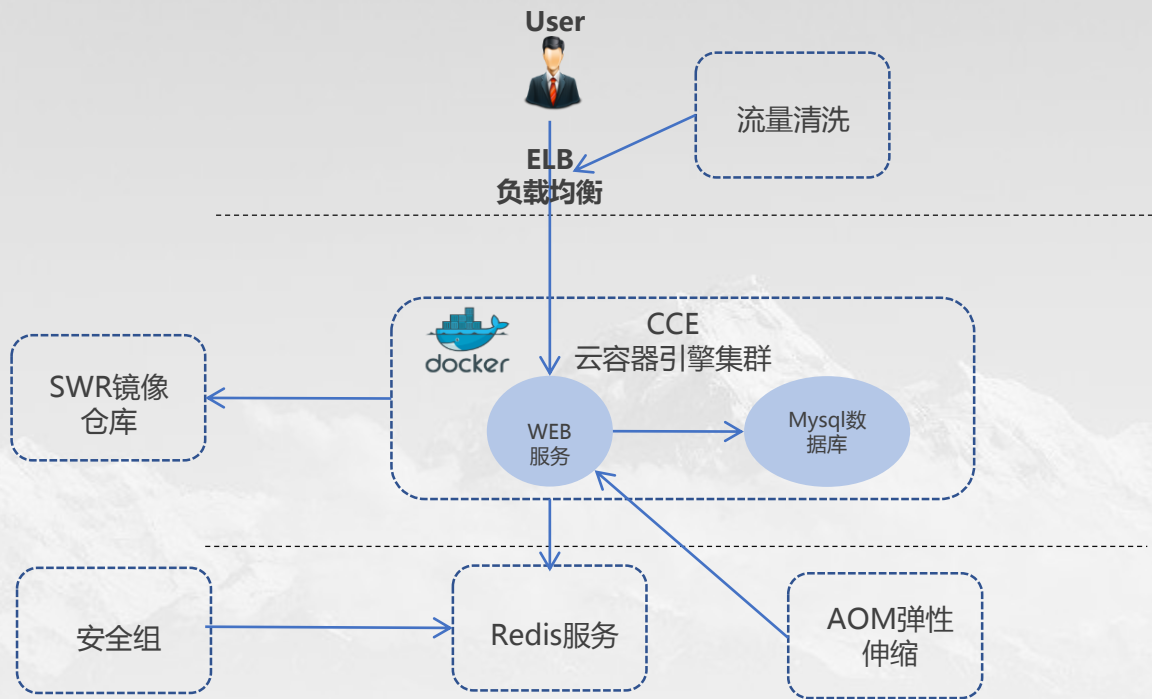 User
流量清洗
ELB
负载均衡
docker
CCE
云容器引擎集群
SWR镜像
仓库
WEB
服务
Mysql数
据库
安全组
Redis服务
AOM弹性
伸缩